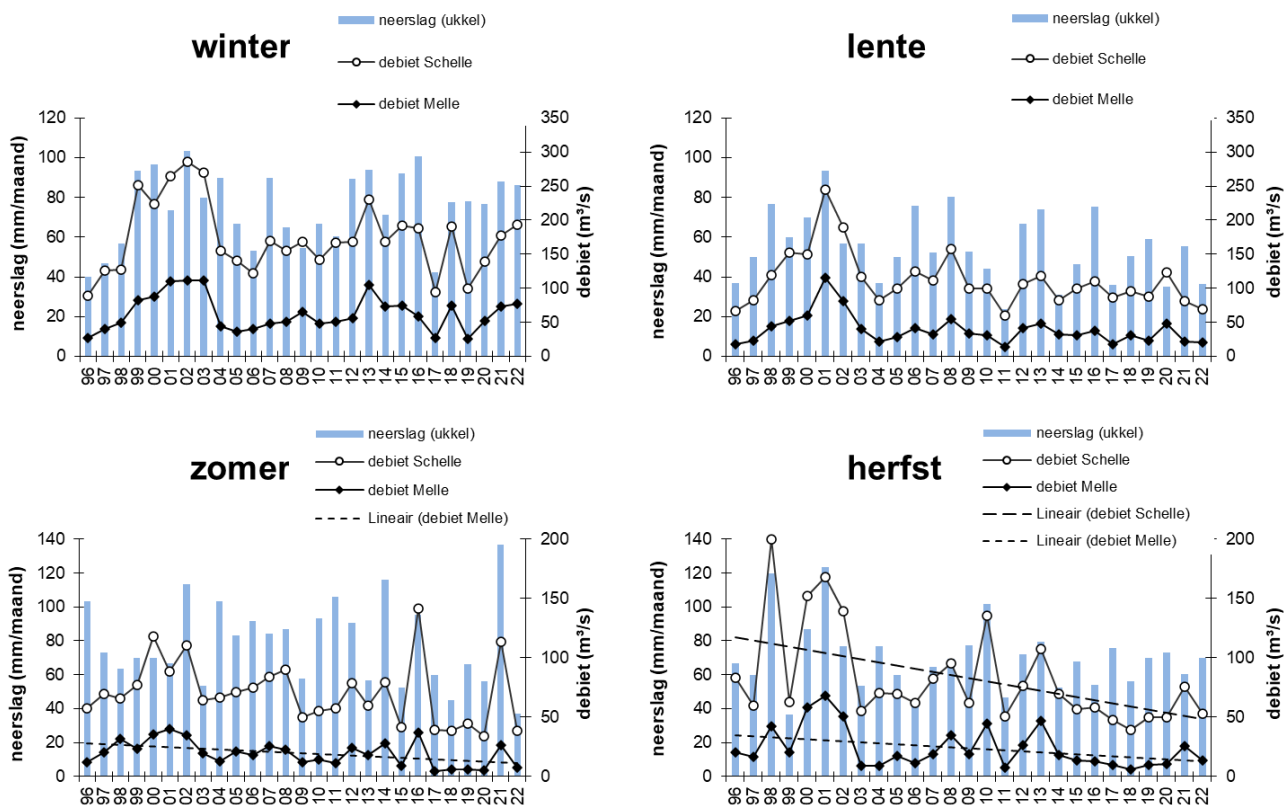 winter
neerslag (ukkel)
debiet Schelle
debiet Melle
neerslag (mm/maand)
debiet (m³/s)
120
100
80
60
40
20
0
350
300
250
200
150
100
50
0
96 97 98 99 00 01 02 03 04 05 06 07 08 09 10 11 12 13 14 15 16 17 18 19 20 21 22
lente
neerslag (ukkel)
debiet Schelle
debiet Melle
neerslag (mm/maand)
debiet (m³/s)
120
100
80
60
40
20
0
350
300
250
200
150
100
50
0
96 97 98 99 00 01 02 03 04 05 06 07 08 09 10 11 12 13 14 15 16 17 18 19 20 21 22
zomer
neerslag (ukkel)
debiet Schelle
debiet Melle
Lineair (debiet Melle)
neerslag (mm/maand)
debiet (m³/s)
140
120
100
80
60
40
20
0
200
150
100
50
0
96 97 98 99 00 01 02 03 04 05 06 07 08 09 10 11 12 13 14 15 16 17 18 19 20 21 22
herfst
neerslag (ukkel)
debiet Schelle
debiet Melle
Lineair (debiet Schelle)
Lineair (debiet Melle)
neerslag (mm/maand)
debiet (m³/s)
140
120
100
80
60
40
20
0
200
150
100
50
0
96 97 98 99 00 01 02 03 04 05 06 07 08 09 10 11 12 13 14 15 16 17 18 19 20 21 22